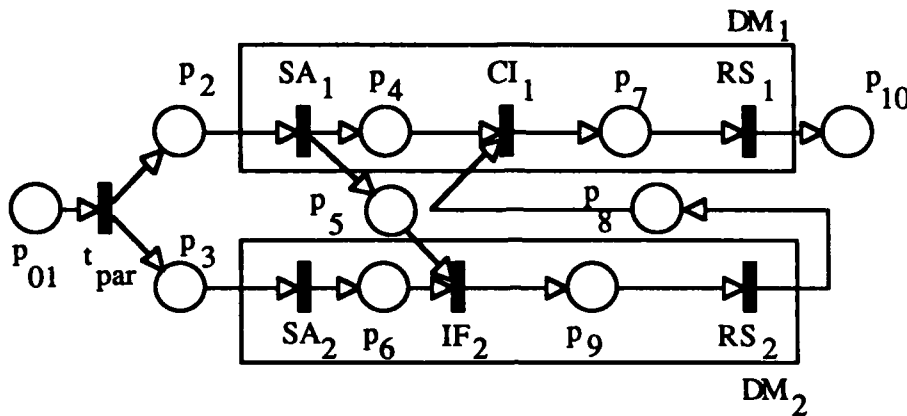 DM1
SA1 p4 CI1 p7 RS1
p2 p10
p5 p8
p01 tpar p3
SA2 p6 IF2 p9 RS2
DM2